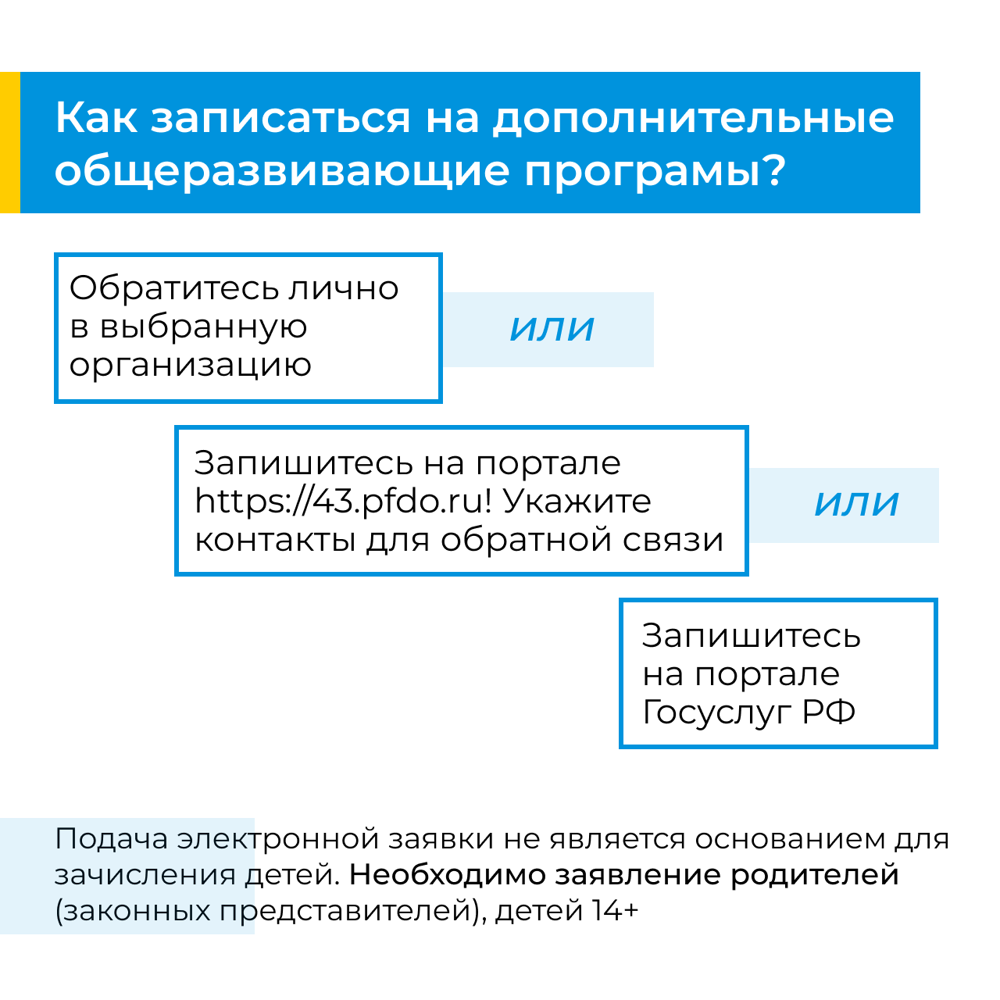 Как записаться на дополнительные
общеразвивающие програмы?
Обратитесь лично
в выбранную
организацию
или
Запишитесь на портале
https://43.pfdo.ru! Укажите
контакты для обратной связи
или
Запишитесь
на портале
Госуслуг РФ
Подача электронной заявки не является основанием для
зачисления детей. Необходимо заявление родителей
(законных представителей), детей 14+